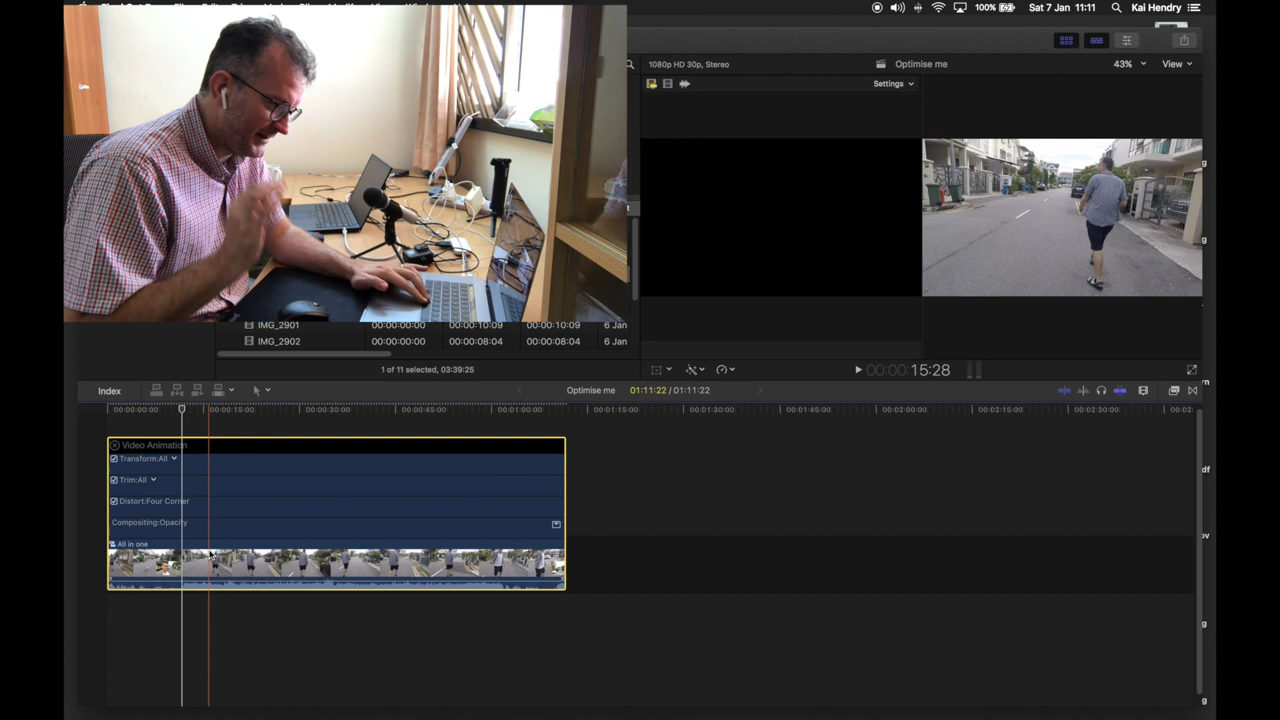 100% Sat 7 Jan 11:11 Kai Hendry
1080p HD 30p, Stereo Optimise me 43% View
Settings
IMG_2901 00:00:00:00 00:00:10:09 00:00:10:09 6 Jan
IMG_2902 00:00:00:00 00:00:08:04 00:00:08:04 6 Jan
1 of 11 selected, 03:39:25
00:00:00:15:28
Index Optimise me 01:11:22 / 01:11:22
00:00:00:00 00:00:15:00 00:00:30:00 00:00:45:00 00:01:00:00 00:01:15:00 00:01:30:00 00:01:45:00 00:02:00:00 00:02:15:00 00:02:30:00
Video Animation
Transform:All
Trim:All
Distort:Four Corner
Compositing:Opacity
All in one